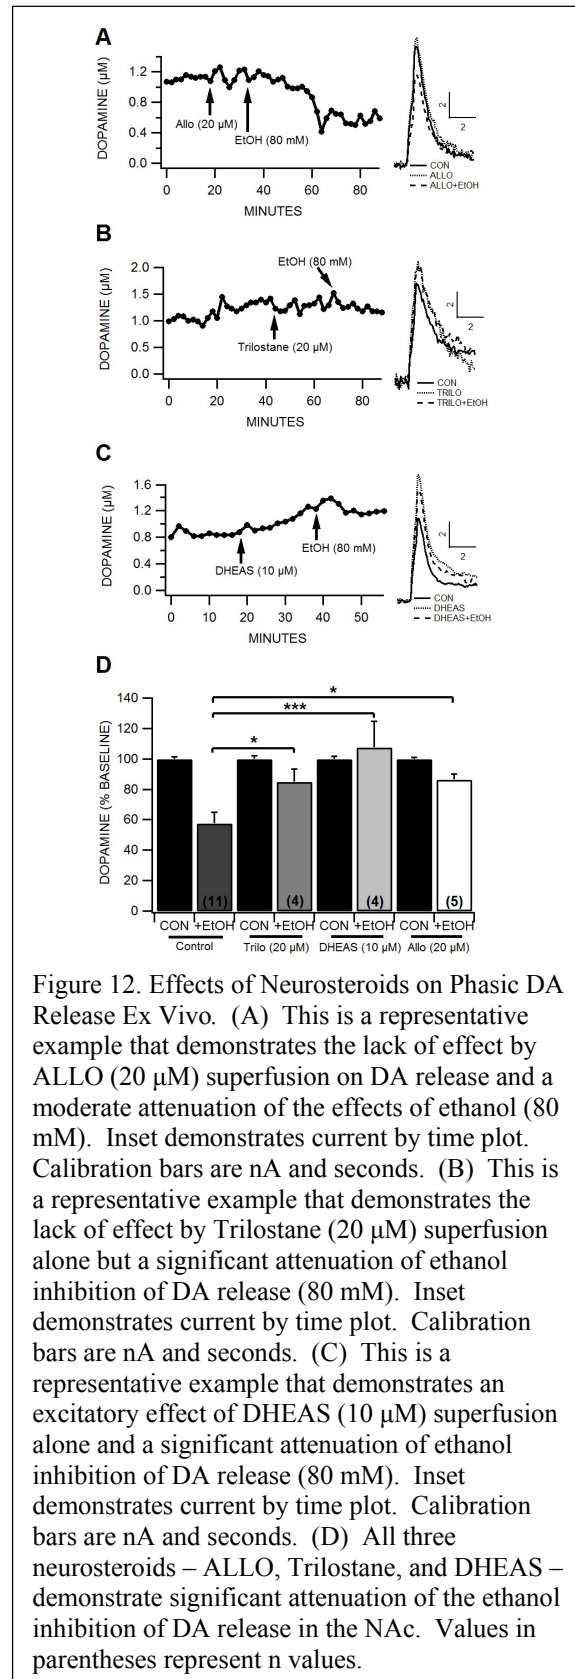 A
DOPAMINE (µM)
1.2
0.8
0.4
0.0
Allo (20 µM)
EtOH (80 mM)
0 20 40 60 80
MINUTES
2
2
CON
ALLO
ALLO+EtOH
B
DOPAMINE (µM)
2.0
1.5
1.0
0.5
0.0
EtOH (80 mM)
Trilostane (20 µM)
0 20 40 60 80
MINUTES
2
2
CON
TRILO
TRILO+EtOH
C
DOPAMINE (µM)
1.6
1.2
0.8
0.4
0.0
DHEAS (10 µM)
EtOH (80 mM)
0 10 20 30 40 50
MINUTES
2
2
CON
DHEAS
DHEAS+EtOH
D
DOPAMINE (% BASELINE)
140
120
100
80
60
40
20
0
*
***
*
(11) (4) (4) (5)
CON +EtOH CON +EtOH CON +EtOH CON +EtOH
Control Trilo (20 µM) DHEAS (10 µM) Allo (20 µM)
Figure 12. Effects of Neurosteroids on Phasic DA
Release Ex Vivo. (A) This is a representative
example that demonstrates the lack of effect by
ALLO (20 µM) superfusion on DA release and a
moderate attenuation of the effects of ethanol (80
mM). Inset demonstrates current by time plot.
Calibration bars are nA and seconds. (B) This is
a representative example that demonstrates the
lack of effect by Trilostane (20 µM) superfusion
alone but a significant attenuation of ethanol
inhibition of DA release (80 mM). Inset
demonstrates current by time plot. Calibration
bars are nA and seconds. (C) This is a
representative example that demonstrates an
excitatory effect of DHEAS (10 µM) superfusion
alone and a significant attenuation of ethanol
inhibition of DA release (80 mM). Inset
demonstrates current by time plot. Calibration
bars are nA and seconds. (D) All three
neurosteroids – ALLO, Trilostane, and DHEAS –
demonstrate significant attenuation of the ethanol
inhibition of DA release in the NAc. Values in
parentheses represent n values.